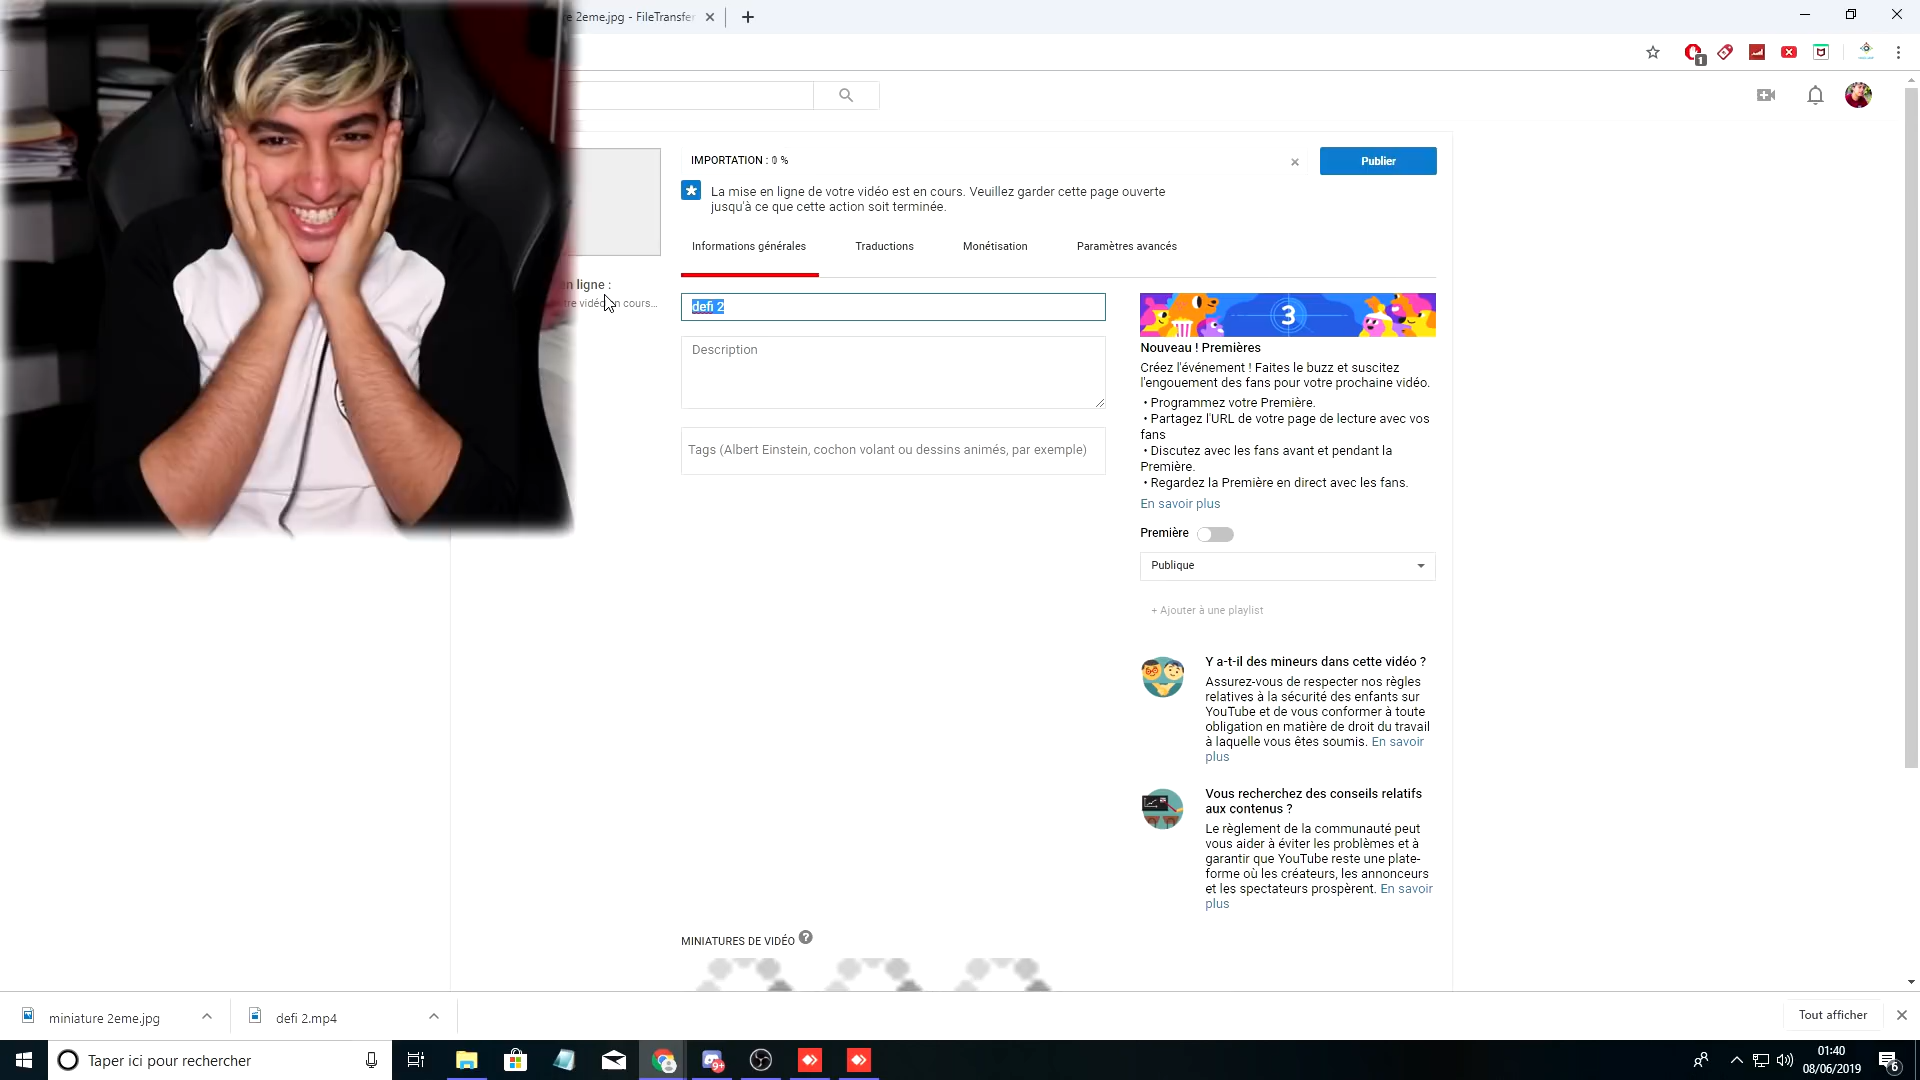 e 2eme.jpg - FileTransfer
1
IMPORTATION : 0 %
Publier
La mise en ligne de votre vidéo est en cours. Veuillez garder cette page ouverte
jusqu'à ce que cette action soit terminée.
Informations générales
Traductions
Monétisation
Paramètres avancés
en ligne :
tre vidéo en cours...
defi 2
Description
Tags (Albert Einstein, cochon volant ou dessins animés, par exemple)
3
Nouveau ! Premières
Créez l'événement ! Faites le buzz et suscitez
l'engouement des fans pour votre prochaine vidéo.
• Programmez votre Première.
• Partagez l'URL de votre page de lecture avec vos
fans
• Discutez avec les fans avant et pendant la
Première.
• Regardez la Première en direct avec les fans.
En savoir plus
Première
Publique
+ Ajouter à une playlist
Y a-t-il des mineurs dans cette vidéo ?
Assurez-vous de respecter nos règles
relatives à la sécurité des enfants sur
YouTube et de vous conformer à toute
obligation en matière de droit du travail
à laquelle vous êtes soumis. En savoir
plus
Vous recherchez des conseils relatifs
aux contenus ?
Le règlement de la communauté peut
vous aider à éviter les problèmes et à
garantir que YouTube reste une plate-
forme où les créateurs, les annonceurs
et les spectateurs prospèrent. En savoir
plus
MINIATURES DE VIDÉO ?
miniature 2eme.jpg
defi 2.mp4
Tout afficher
Taper ici pour rechercher
9+
01:40
08/06/2019
6